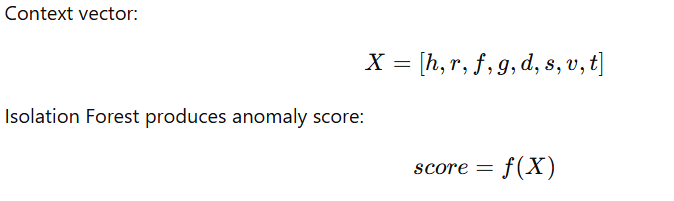 Context vector:
X = [h, r, f, g, d, s, v, t]
Isolation Forest produces anomaly score:
score = f(X)